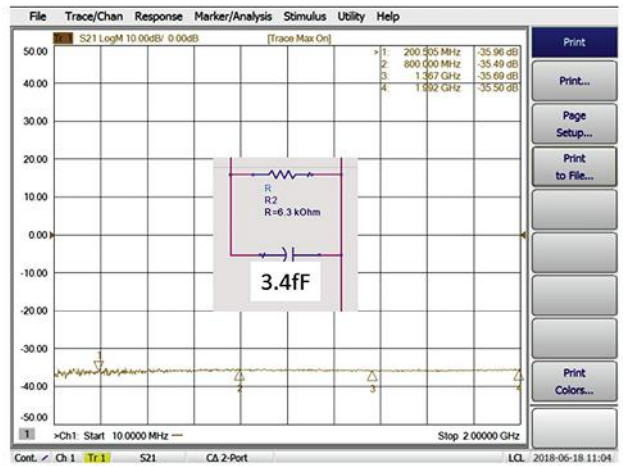 File Trace/Chan Response Marker/Analysis Stimulus Utility Help
Tr 1 S21 LogM 10.00dB/ 0.00dB [Trace Max On]
>1: 200.505 MHz -35.96 dB
2: 800.000 MHz -35.49 dB
3: 1.367 GHz -35.69 dB
4: 1.992 GHz -35.50 dB
50.00
40.00
30.00
20.00
10.00
0.00
-10.00
-20.00
-30.00
-40.00
-50.00
R
R2
R=6.3 kOhm
3.4fF
1
2
3
4
1 >Ch1: Start 10.0000 MHz Stop 2.00000 GHz
Cont. Ch 1 Tr 1 S21 CΔ 2-Port LCL 2018-06-18 11:04
Print
Print...
Page
Setup...
Print
to File...
Print
Colors...